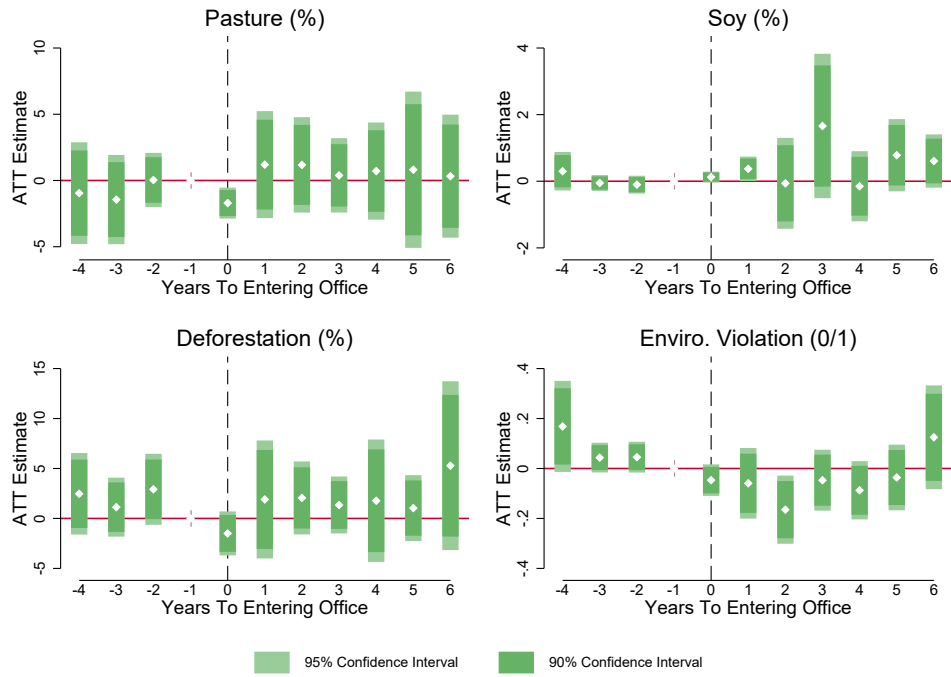 Pasture (%)
ATT Estimate
10
5
0
-5
-4 -3 -2 -1 0 1 2 3 4 5 6
Years To Entering Office
Soy (%)
ATT Estimate
4
2
0
-2
-4 -3 -2 -1 0 1 2 3 4 5 6
Years To Entering Office
Deforestation (%)
ATT Estimate
15
10
5
0
-5
-4 -3 -2 -1 0 1 2 3 4 5 6
Years To Entering Office
Enviro. Violation (0/1)
ATT Estimate
.4
.2
0
-.2
-.4
-4 -3 -2 -1 0 1 2 3 4 5 6
Years To Entering Office
95% Confidence Interval
90% Confidence Interval